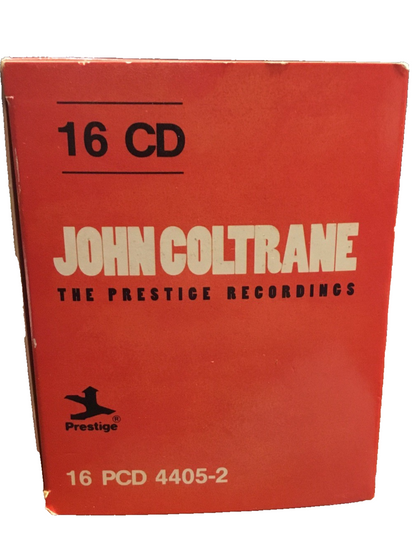 16 CD
JOHN COLTRANE
THE PRESTIGE RECORDINGS
Prestige®
16 PCD 4405-2